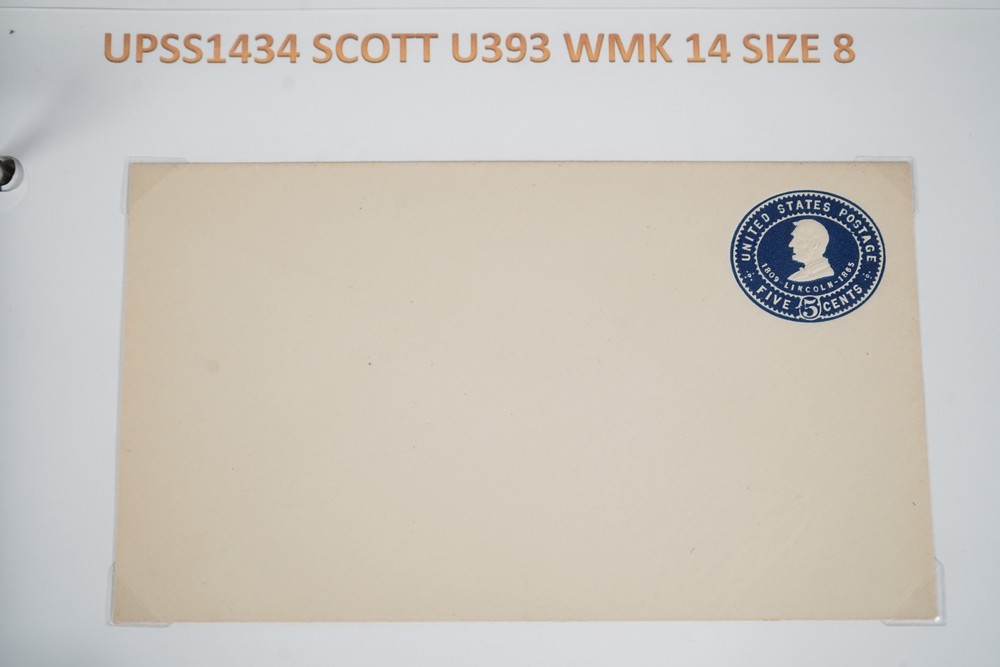 UPSS1434 SCOTT U393 WMK 14 SIZE 8
UNITED STATES POSTAGE
1809 LINCOLN-1865
FIVE 5 CENTS